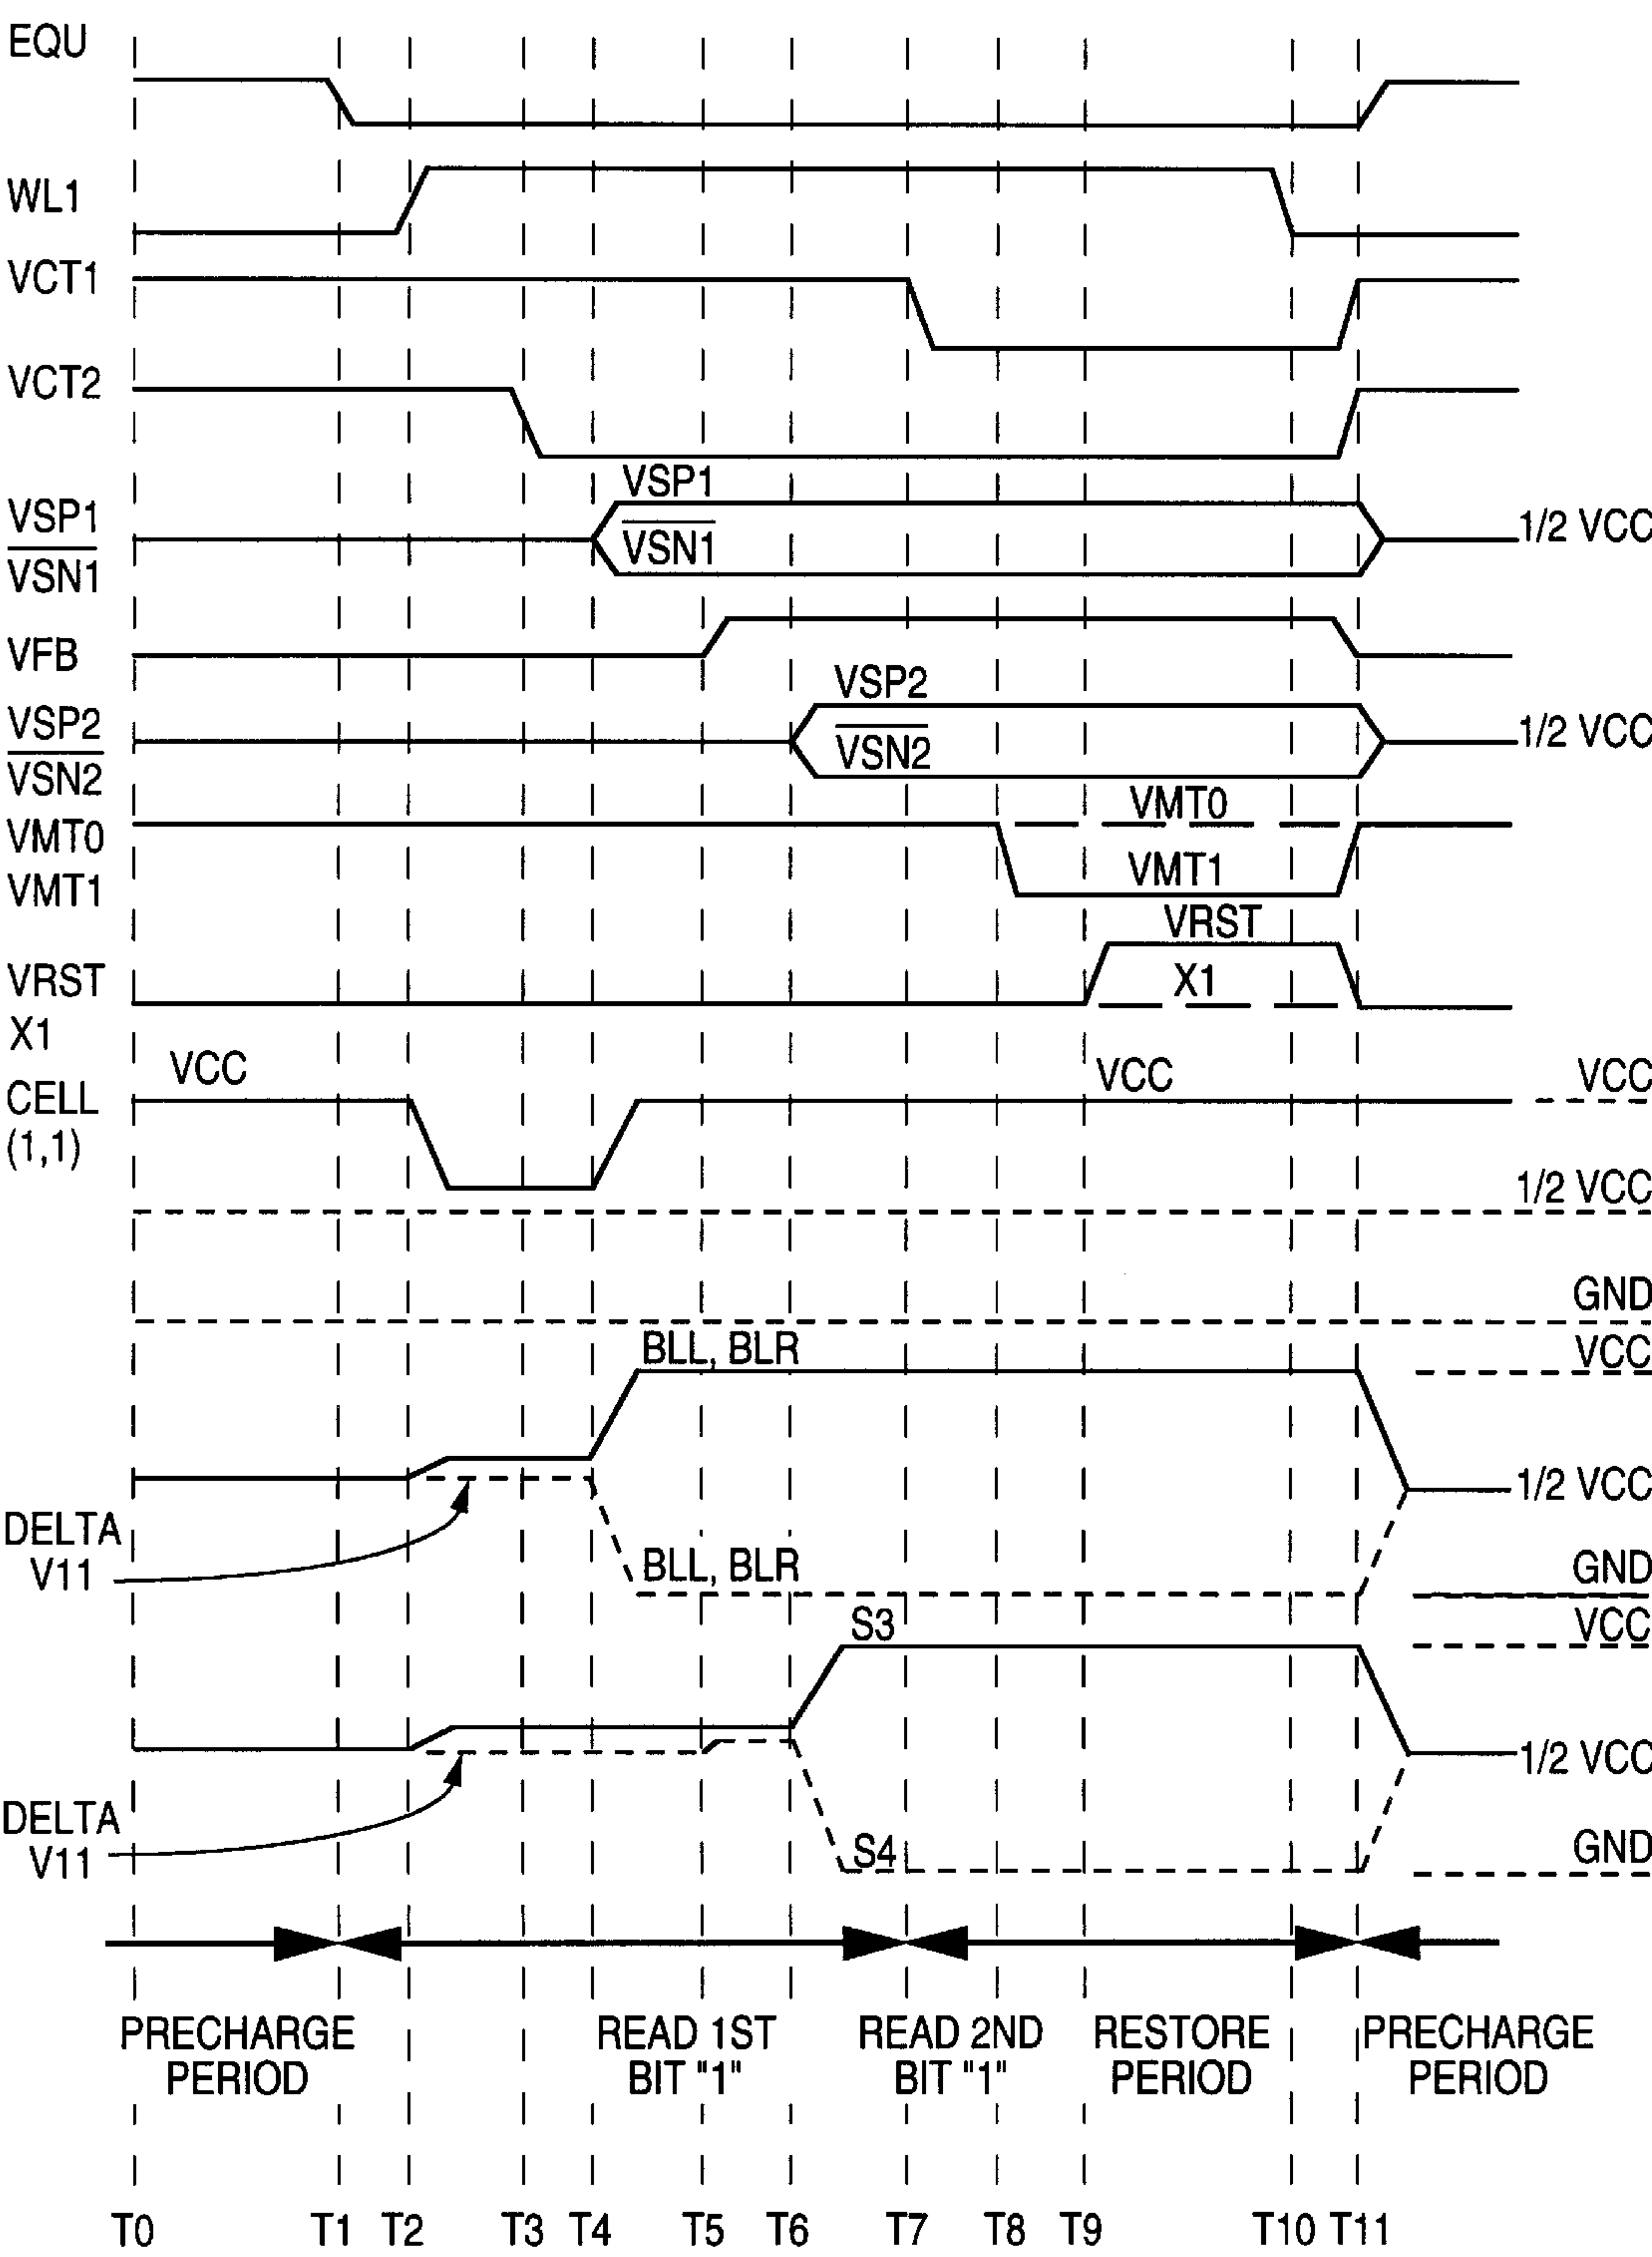 EQU
WL1
VCT1
VCT2
VSP1
VSP1
VSN1
VSN1
1/2 VCC
VFB
VSP2
VSP2
VSN2
VSN2
1/2 VCC
VMT0
VMT0
VMT1
VMT1
VRST
VRST
X1
X1
VCC
VCC
VCC
CELL
(1,1)
1/2 VCC
GND
BLL, BLR
VCC
1/2 VCC
DELTA
V11
BLL, BLR
GND
S3
VCC
1/2 VCC
DELTA
V11
S4
GND
PRECHARGE
PERIOD
READ 1ST
BIT "1"
READ 2ND
BIT "1"
RESTORE
PERIOD
PRECHARGE
PERIOD
T0 T1 T2 T3 T4 T5 T6 T7 T8 T9 T10 T11